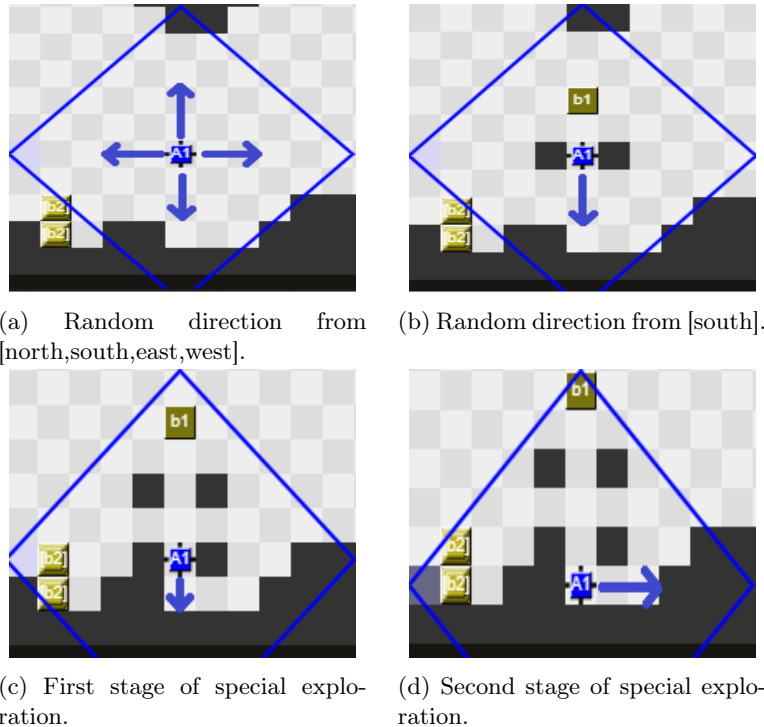 A1
[b2]
[b2]
(a) Random direction from
[north,south,east,west].
b1
A1
[b2]
[b2]
(b) Random direction from [south].
b1
A1
[b2]
[b2]
(c) First stage of special explo-
ration.
b1
[b2]
[b2]
A1
(d) Second stage of special explo-
ration.